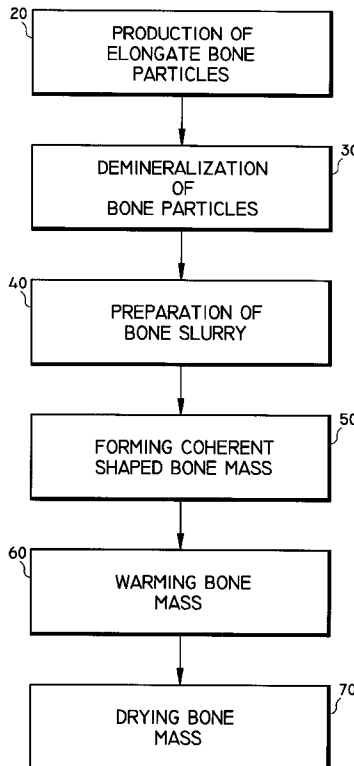 20
PRODUCTION OF
ELONGATE BONE
PARTICLES
30
DEMINERALIZATION
OF
BONE PARTICLES
40
PREPARATION OF
BONE SLURRY
50
FORMING COHERENT
SHAPED BONE MASS
60
WARMING BONE
MASS
70
DRYING BONE
MASS